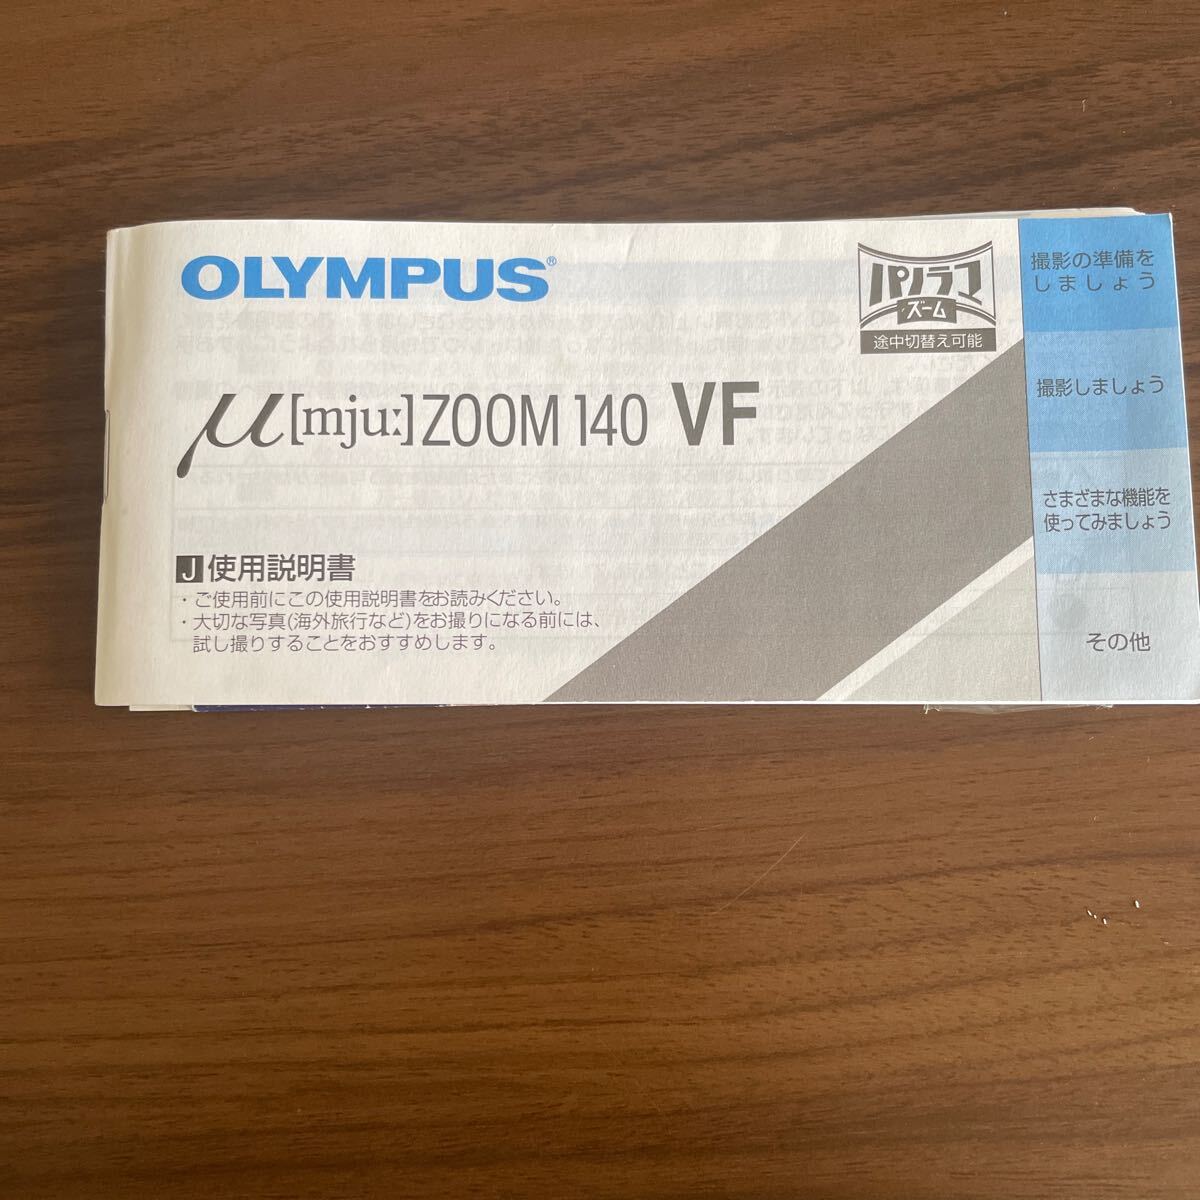 OLYMPUS®
μ[mju:]ZOOM 140 VF
パノラマ
ズーム
途中切替え可能
J 使用説明書
・ご使用前にこの使用説明書をお読みください。
・大切な写真(海外旅行など)をお撮りになる前には、
試し撮りすることをおすすめします。
撮影の準備を
しましょう
撮影しましょう
さまざまな機能を
使ってみましょう
その他